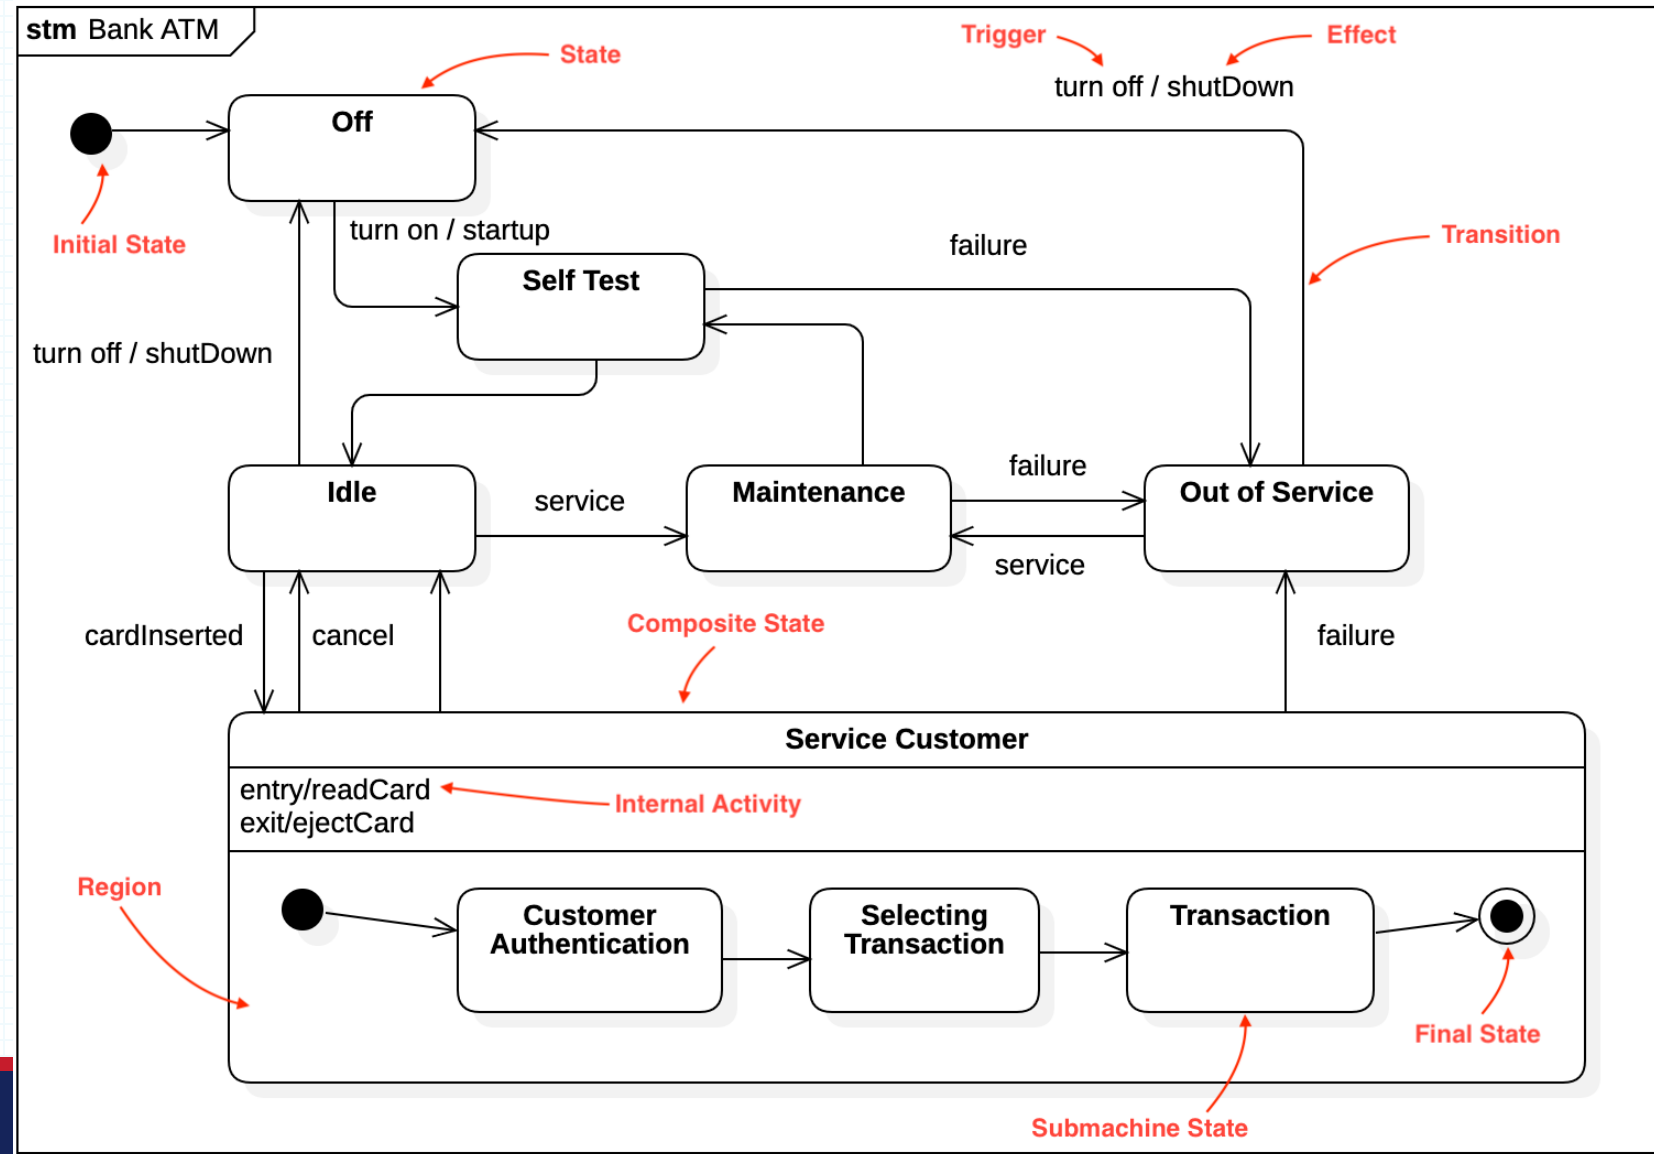 stm Bank ATM
State
Trigger
Effect
turn off / shutDown
Off
Initial State
turn on / startup
failure
Transition
Self Test
turn off / shutDown
failure
Idle
service
Maintenance
Out of Service
service
cardInserted
cancel
Composite State
failure
Service Customer
entry/readCard
Internal Activity
exit/ejectCard
Region
Customer
Authentication
Selecting
Transaction
Transaction
Final State
Submachine State